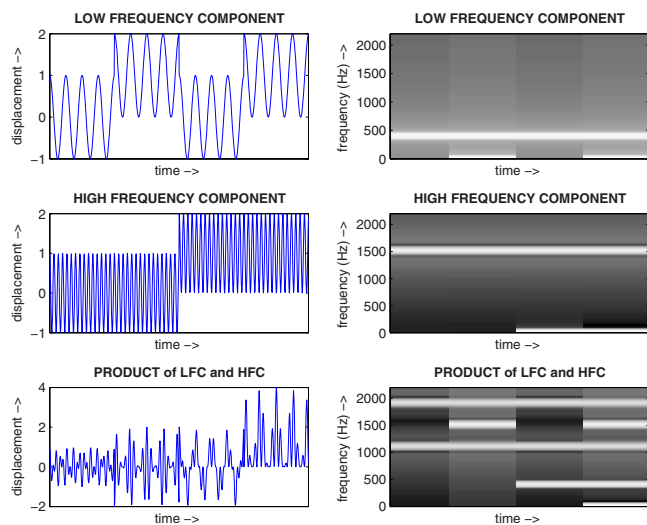 LOW FREQUENCY COMPONENT
2
1
0
−1
displacement −>
time −>
LOW FREQUENCY COMPONENT
2000
1500
1000
500
0
frequency (Hz) −>
time −>
HIGH FREQUENCY COMPONENT
2
1
0
−1
displacement −>
time −>
HIGH FREQUENCY COMPONENT
2000
1500
1000
500
0
frequency (Hz) −>
time −>
PRODUCT of LFC and HFC
4
2
0
−2
displacement −>
time −>
PRODUCT of LFC and HFC
2000
1500
1000
500
0
frequency (Hz) −>
time −>